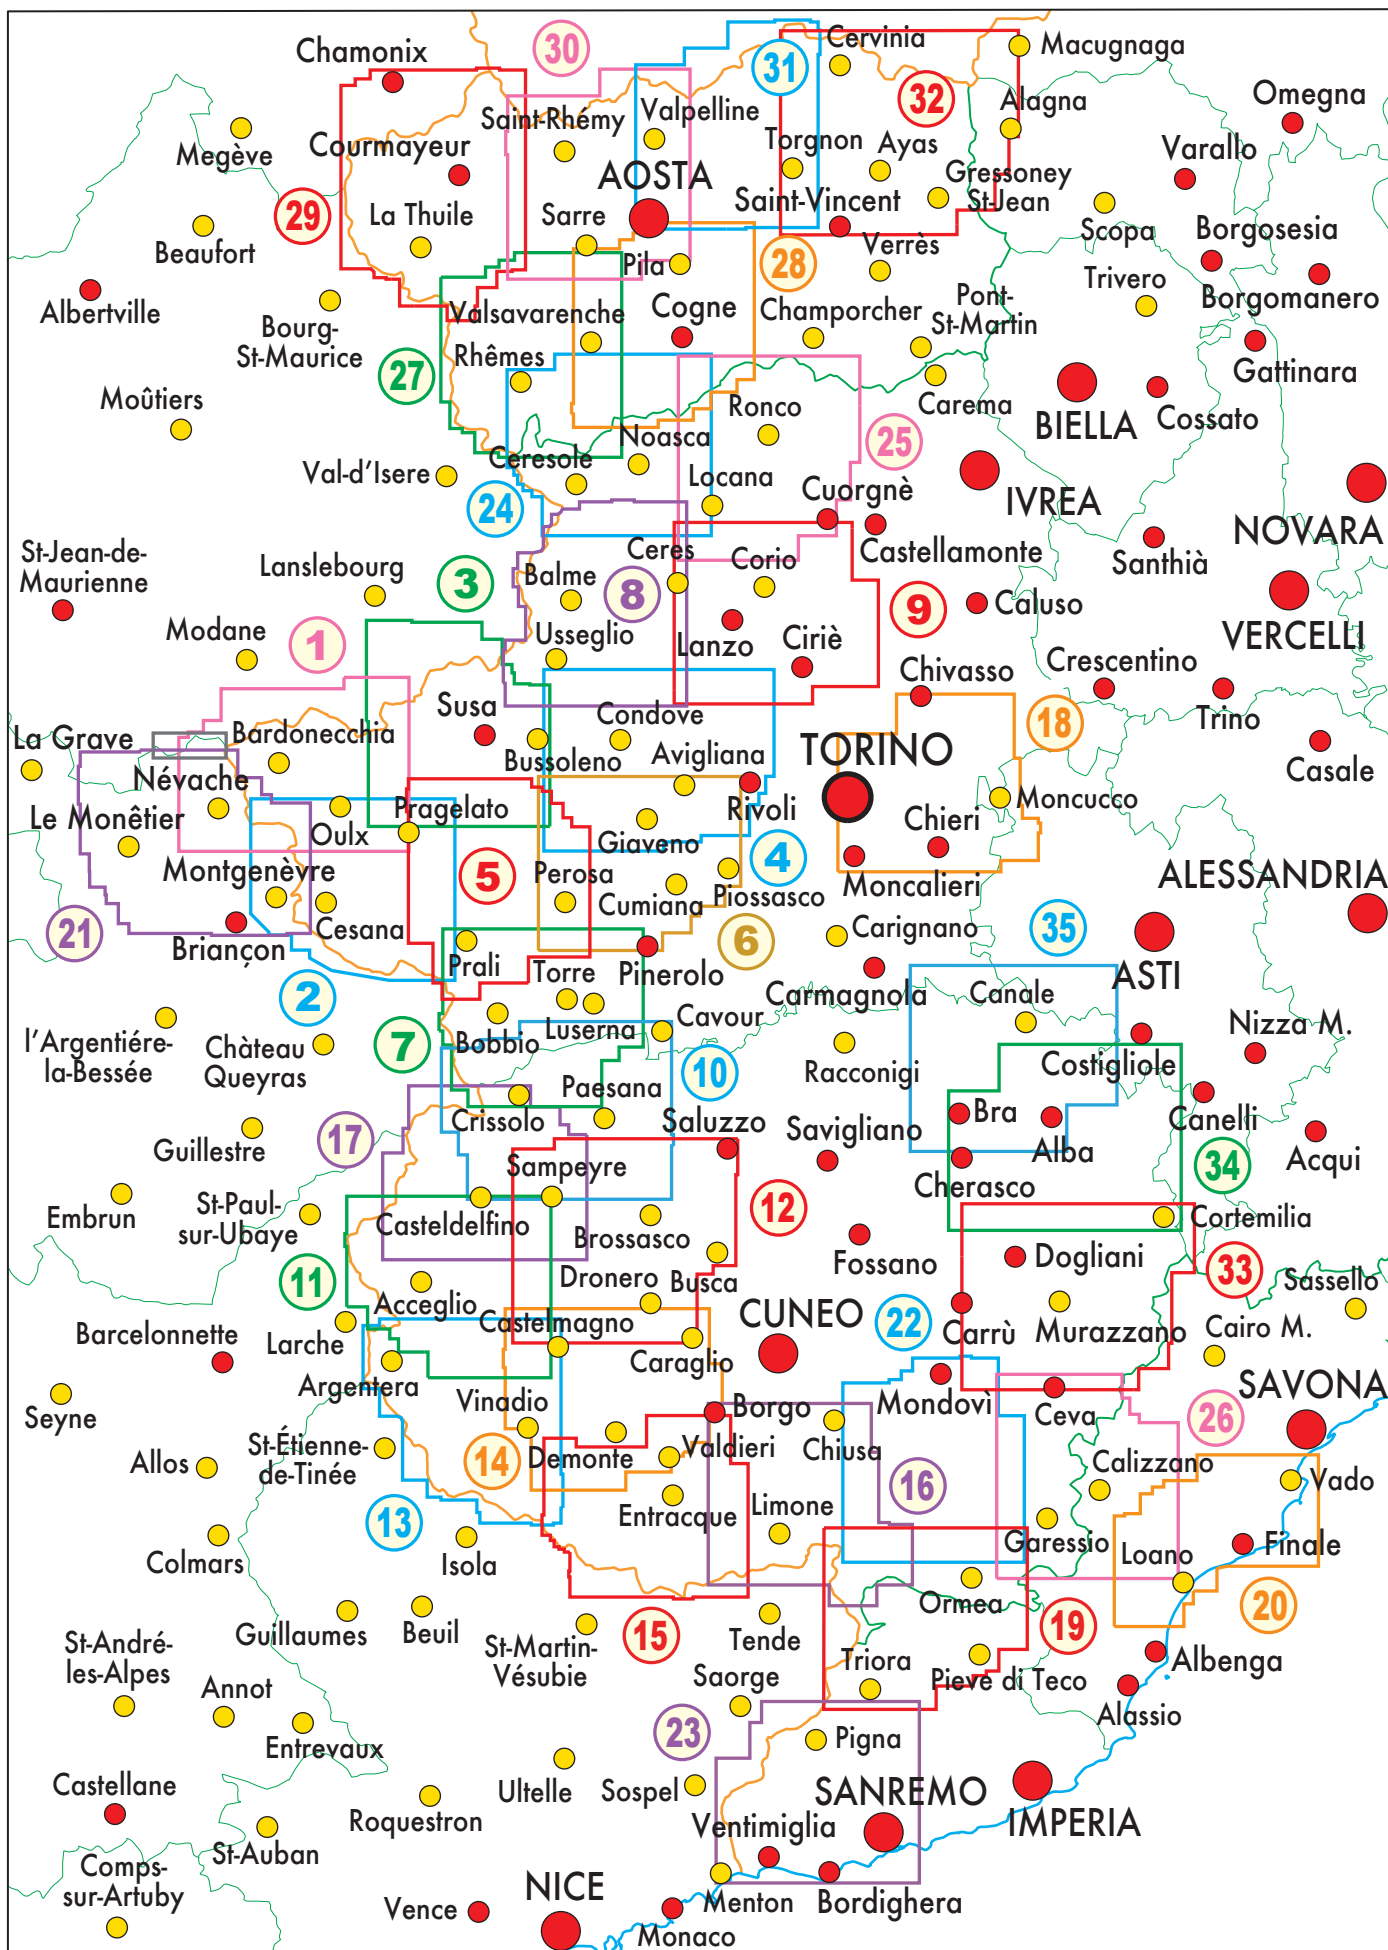 30
Chamonix
Cervinia
Macugnaga
31
32
Alagna
Omegna
Saint-Rhémy
Valpelline
Megève
Courmayeur
Torgnon
Ayas
Varallo
AOSTA
Gressoney
St-Jean
Saint-Vincent
29
La Thuile
Sarre
Scopa
Borgosesia
Beaufort
Verrès
Pila
28
Trivero
Albertville
Borgomanero
Bourg-
St-Maurice
Valsavarenche
Cogne
Champorcher
Pont-
St-Martin
Rhêmes
27
Gattinara
Moûtiers
Ronco
Carema
BIELLA
Cossato
Noasca
25
Val-d'Isere
Ceresole
Locana
Cuorgnè
IVREA
24
NOVARA
St-Jean-de-
Maurienne
Castellamonte
Santhià
Lanslebourg
3
Balme
Ceres
8
Corio
9
Caluso
Modane
1
Usseglio
Lanzo
Ciriè
VERCELLI
Chivasso
Crescentino
Susa
Condove
18
Trino
La Grave
Bardonecchia
Bussoleno
Avigliana
TORINO
Casale
Névache
Le Monêtier
Oulx
Pragelato
Rivoli
Moncucco
Giaveno
Chieri
Montgenèvre
5
Perosa
4
Moncalieri
ALESSANDRIA
Cumiana
Piossasco
21
Cesana
Briançon
Carignano
35
6
Prali
Torre
Pinerolo
ASTI
2
Carmagnola
Canale
l'Argentiére-
la-Bessée
Chàteau
Queyras
7
Bobbio
Luserna
Cavour
Nizza M.
Racconigi
Costigliole
10
Paesana
Crissolo
Bra
Canelli
17
Guillestre
Saluzzo
Savigliano
Alba
Acqui
Sampeyre
34
Cherasco
Embrun
St-Paul-
sur-Ubaye
Casteldelfino
12
Brossasco
Cortemilia
Fossano
Dogliani
11
Dronero
Busca
33
Acceglio
Sassello
CUNEO
22
Barcelonnette
Larche
Castelmagno
Carrù
Murazzano
Cairo M.
Caraglio
Argentera
Mondovì
SAVONA
Seyne
Vinadio
Borgo
Ceva
26
St-Étienne-
de-Tinée
Chiusa
Allos
14
Demonte
Valdieri
Calizzano
Vado
16
13
Entracque
Limone
Colmars
Isola
Garessio
Loano
Finale
Guillaumes
Beuil
Ormea
20
St-André-
les-Alpes
St-Martin-
Vésubie
15
Tende
19
Triora
Albenga
Annot
Saorge
Pieve di Teco
Alassio
Entrevaux
23
Pigna
Castellane
Ultelle
Sospel
SANREMO
Roquestron
Ventimiglia
IMPERIA
St-Auban
Comps-
sur-Artuby
NICE
Vence
Menton
Bordighera
Monaco